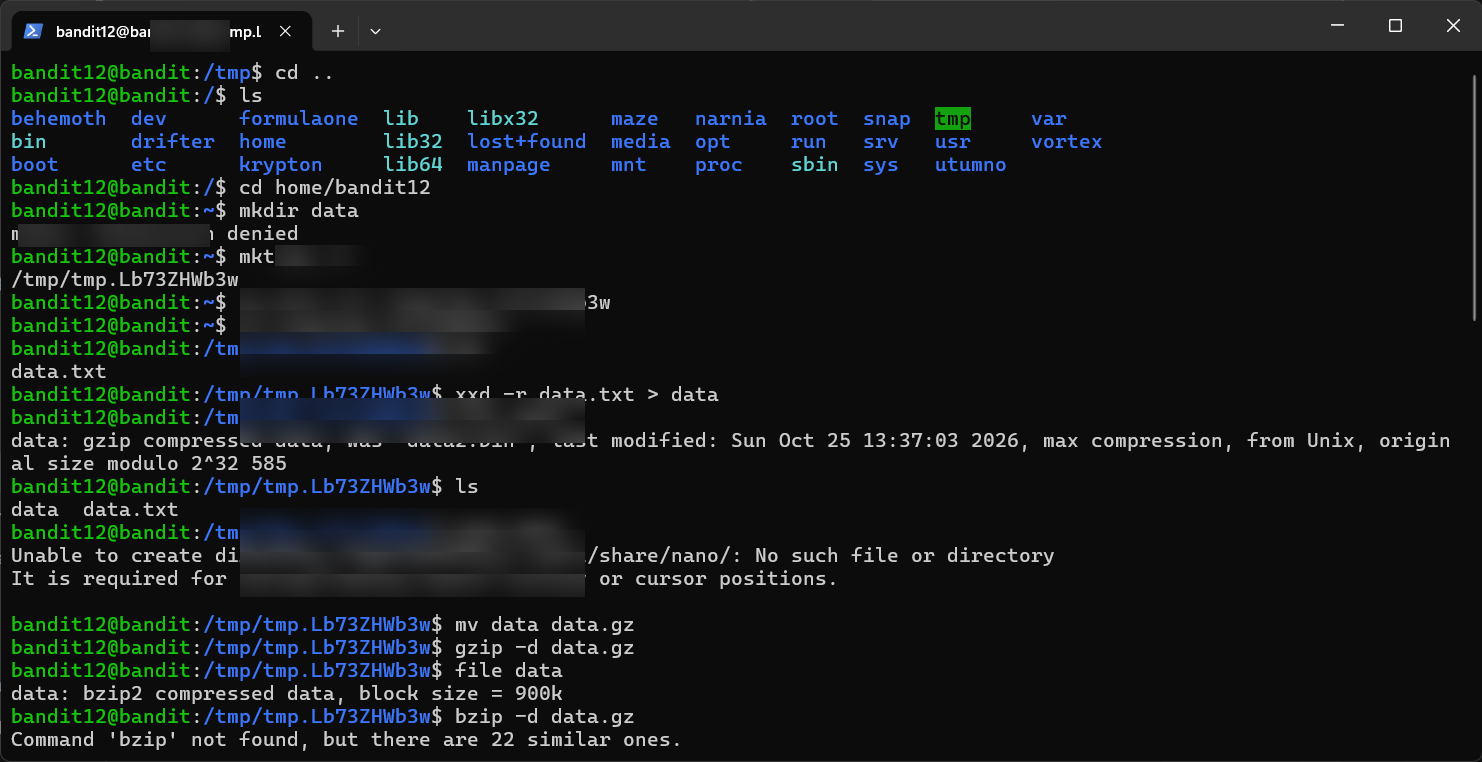 bandit12@ba mp.L
bandit12@bandit:/tmp$ cd ..
bandit12@bandit:/$ ls
behemoth dev formulaone lib libx32 maze narnia root snap tmp var
bin drifter home lib32 lost+found media opt run srv usr vortex
boot etc krypton lib64 manpage mnt proc sbin sys utumno
bandit12@bandit:/$ cd home/bandit12
bandit12@bandit:~$ mkdir data
denied
bandit12@bandit:~$ mkt
/tmp/tmp.Lb73ZHWb3w
bandit12@bandit:~$ 3w
bandit12@bandit:~$
bandit12@bandit:/tm
data.txt
bandit12@bandit:/tmp/tmp.Lb73ZHWb3w$ xxd -r data.txt > data
bandit12@bandit:/tm
data: gzip compressed data, was "data2.bin", last modified: Sun Oct 25 13:37:03 2026, max compression, from Unix, origin
al size modulo 2^32 585
bandit12@bandit:/tmp/tmp.Lb73ZHWb3w$ ls
data data.txt
bandit12@bandit:/tm
Unable to create di /share/nano/: No such file or directory
It is required for or cursor positions.
bandit12@bandit:/tmp/tmp.Lb73ZHWb3w$ mv data data.gz
bandit12@bandit:/tmp/tmp.Lb73ZHWb3w$ gzip -d data.gz
bandit12@bandit:/tmp/tmp.Lb73ZHWb3w$ file data
data: bzip2 compressed data, block size = 900k
bandit12@bandit:/tmp/tmp.Lb73ZHWb3w$ bzip -d data.gz
Command 'bzip' not found, but there are 22 similar ones.